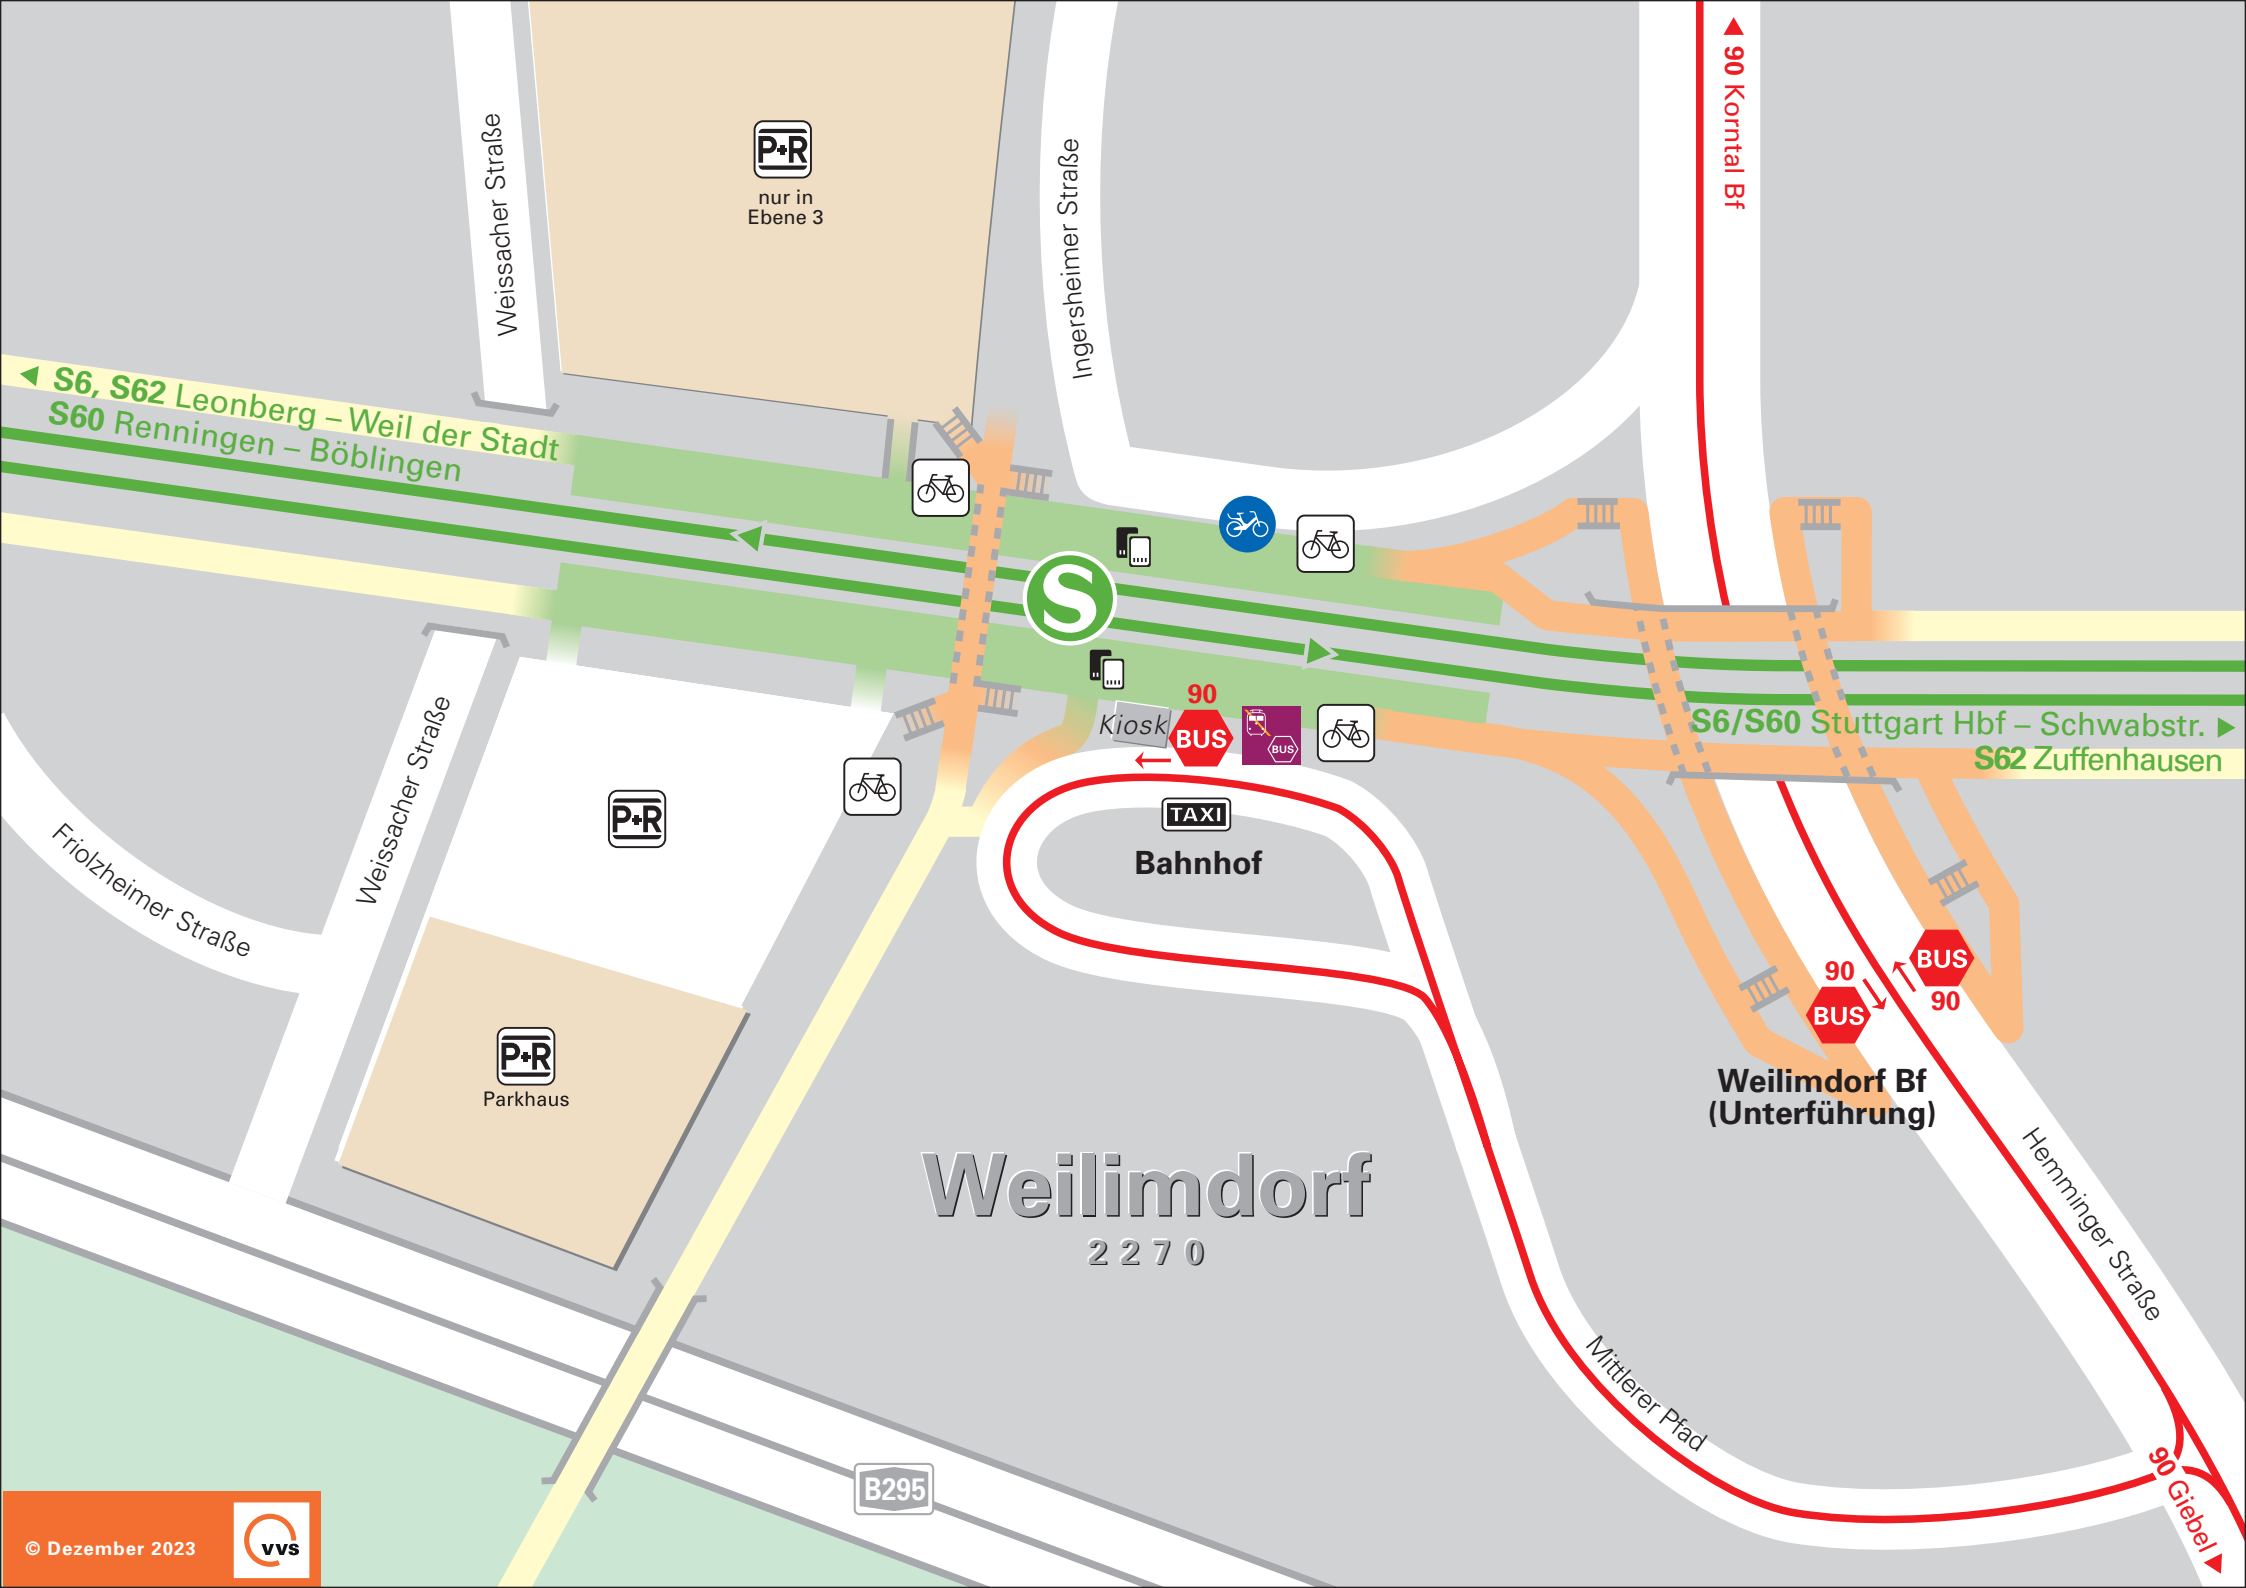 90 Korntal Bf
P+R
nur in
Ebene 3
Weissacher Straße
Ingersheimer Straße
S6, S62 Leonberg – Weil der Stadt
S60 Renningen – Böblingen
S
S6/S60 Stuttgart Hbf – Schwabstr.
S62 Zuffenhausen
90
Kiosk
BUS
BUS
TAXI
Bahnhof
P+R
Weissacher Straße
Friolzheimer Straße
P+R
Parkhaus
BUS
90
90
BUS
Weilimdorf Bf
(Unterführung)
Hemminger Straße
Weilimdorf
2270
Mittlerer Pfad
90 Giebel
B295
© Dezember 2023
vvs